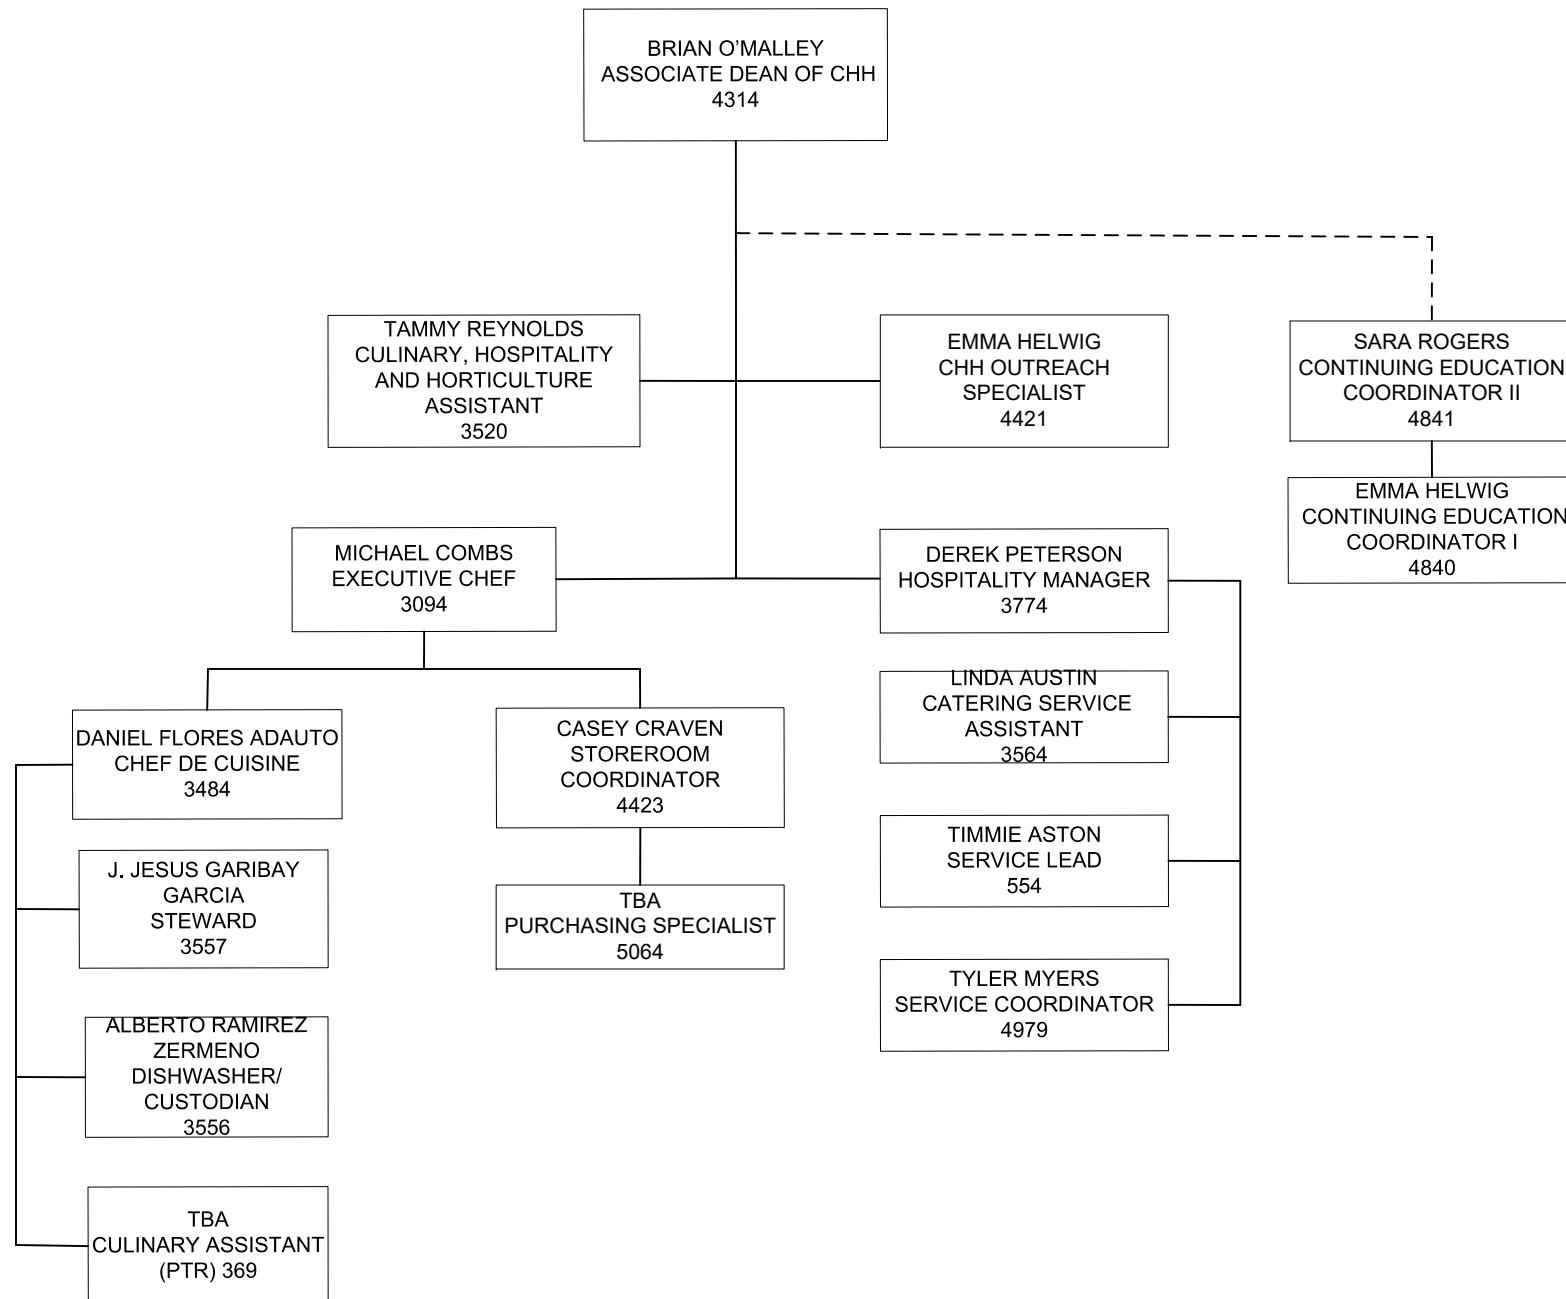 BRIAN O'MALLEY
ASSOCIATE DEAN OF CHH
4314
TAMMY REYNOLDS
CULINARY, HOSPITALITY
AND HORTICULTURE
ASSISTANT
3520
EMMA HELWIG
CHH OUTREACH
SPECIALIST
4421
SARA ROGERS
CONTINUING EDUCATION
COORDINATOR II
4841
EMMA HELWIG
CONTINUING EDUCATION
COORDINATOR I
4840
MICHAEL COMBS
EXECUTIVE CHEF
3094
DEREK PETERSON
HOSPITALITY MANAGER
3774
DANIEL FLORES ADAUTO
CHEF DE CUISINE
3484
CASEY CRAVEN
STOREROOM
COORDINATOR
4423
LINDA AUSTIN
CATERING SERVICE
ASSISTANT
3564
J. JESUS GARIBAY
GARCIA
STEWARD
3557
TBA
PURCHASING SPECIALIST
5064
TIMMIE ASTON
SERVICE LEAD
554
TYLER MYERS
SERVICE COORDINATOR
4979
ALBERTO RAMIREZ
ZERMENO
DISHWASHER/
CUSTODIAN
3556
TBA
CULINARY ASSISTANT
(PTR) 369